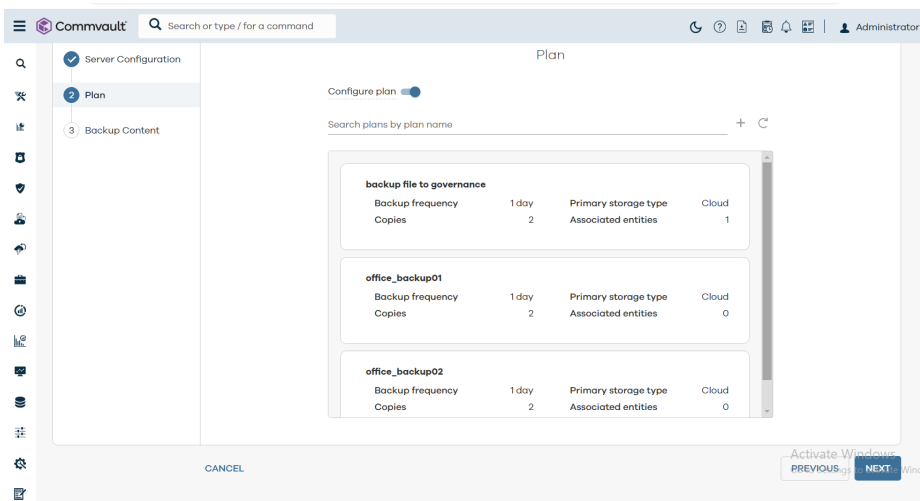 Commvault
Search or type / for a command
Administrator
Server Configuration
2 Plan
3 Backup Content
Plan
Configure plan
Search plans by plan name
backup file to governance
Backup frequency 1 day Primary storage type Cloud
Copies 2 Associated entities 1
office_backup01
Backup frequency 1 day Primary storage type Cloud
Copies 2 Associated entities 0
office_backup02
Backup frequency 1 day Primary storage type Cloud
Copies 2 Associated entities 0
Activate Windows
CANCEL
PREVIOUS
NEXT